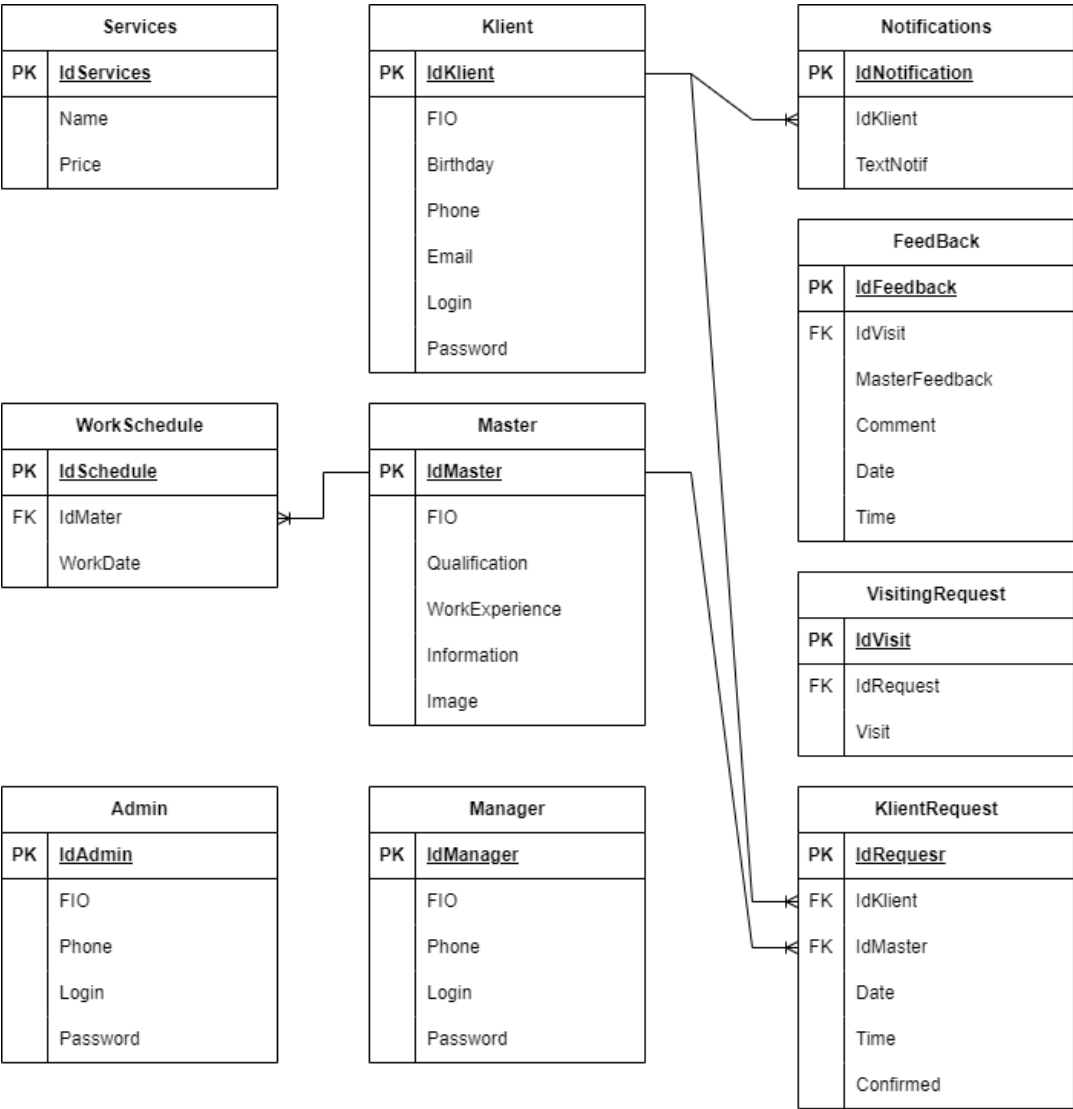 Services
PK IdServices
Name
Price
Klient
PK IdKlient
FIO
Birthday
Phone
Email
Login
Password
Notifications
PK IdNotification
IdKlient
TextNotif
FeedBack
PK IdFeedback
FK IdVisit
MasterFeedback
Comment
Date
Time
WorkSchedule
PK IdSchedule
FK IdMater
WorkDate
Master
PK IdMaster
FIO
Qualification
WorkExperience
Information
Image
VisitingRequest
PK IdVisit
FK IdRequest
Visit
Admin
PK IdAdmin
FIO
Phone
Login
Password
Manager
PK IdManager
FIO
Phone
Login
Password
KlientRequest
PK IdRequesr
FK IdKlient
FK IdMaster
Date
Time
Confirmed